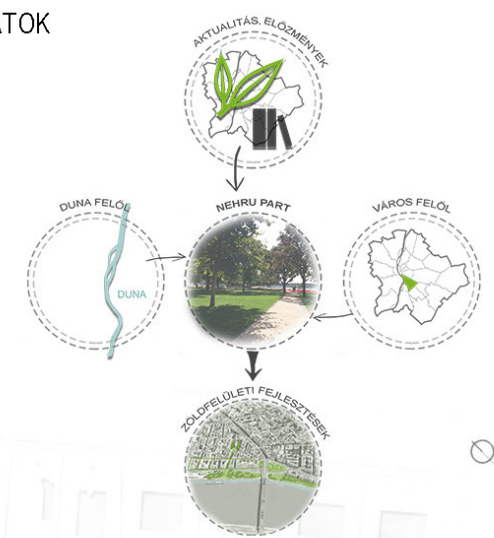 ATOK
AKTUALITÁS, ELŐZMÉNYEK
DUNA FELŐL
NEHRU PART
VÁROS FELŐL
DUNA
ZÖLDFELÜLETI FEJLESZTÉSEK